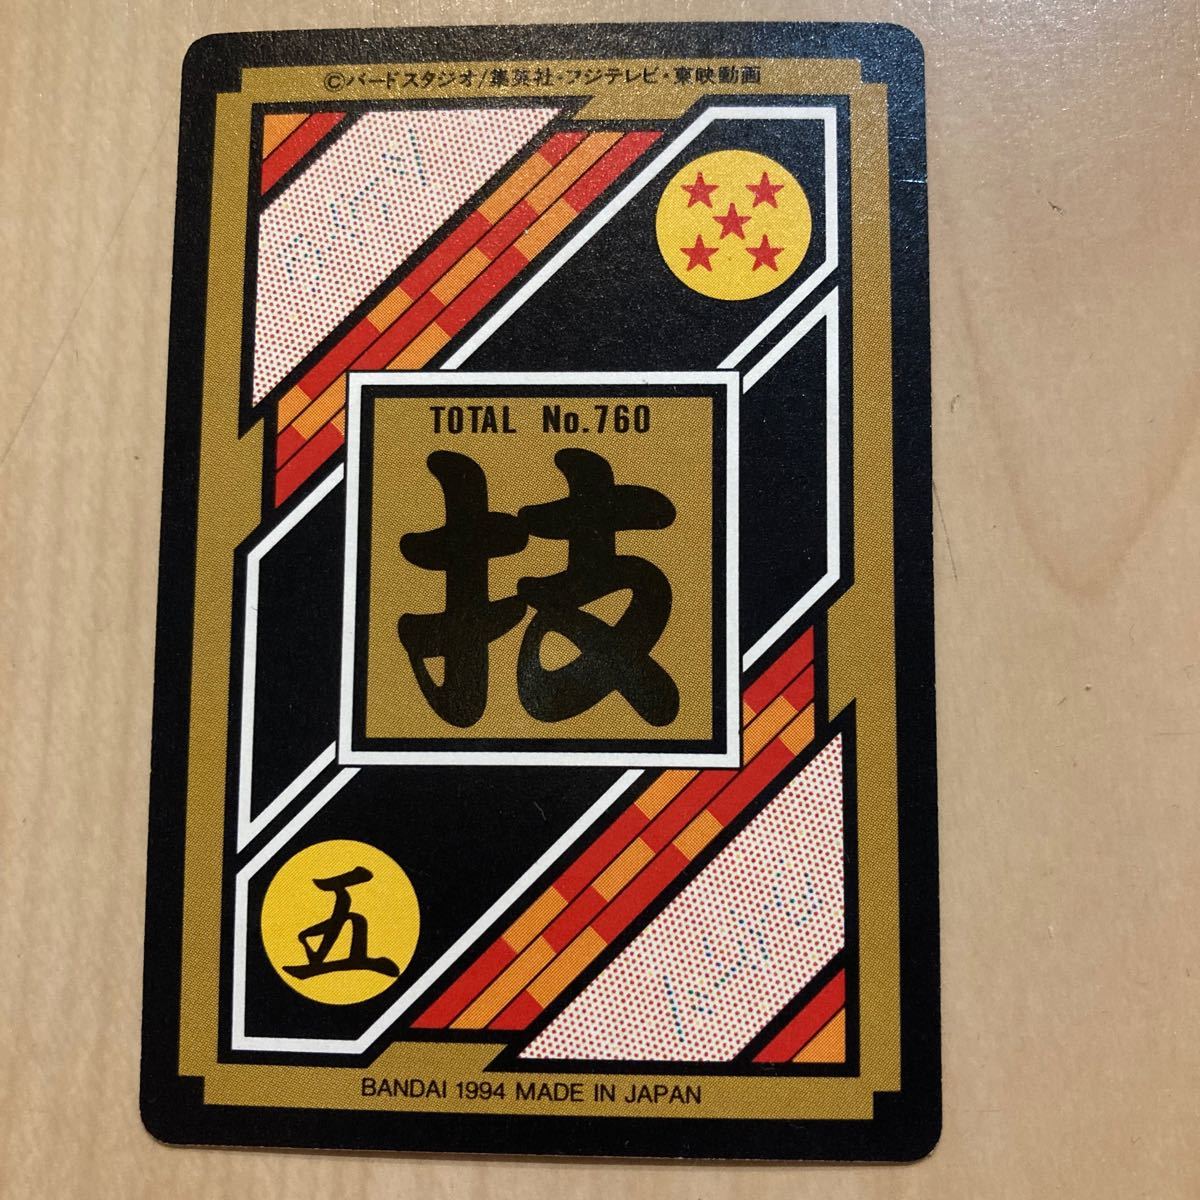 ©バードスタジオ/集英社・フジテレビ・東映動画
TOTAL No.760
技
五
BANDAI 1994 MADE IN JAPAN